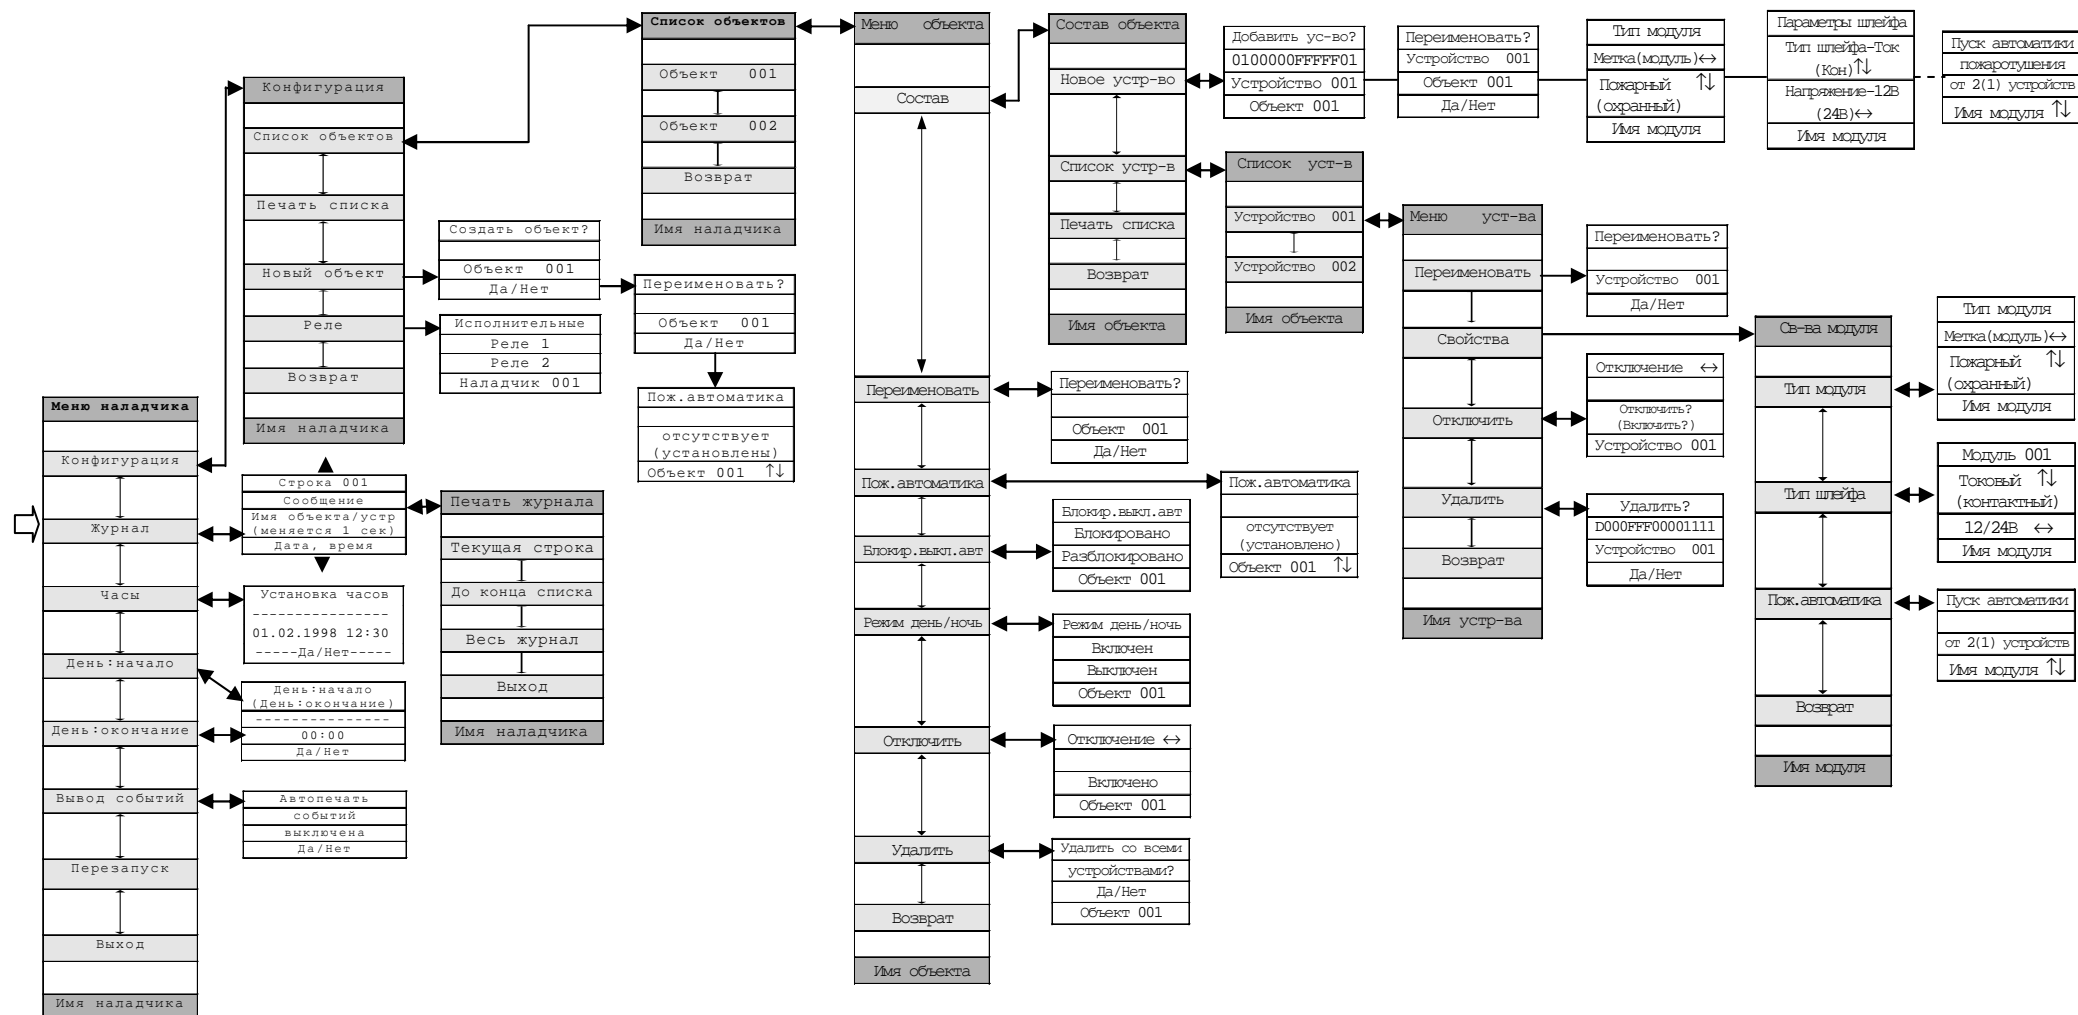 Меню наладчика
Конфигурация
Журнал
Часы
День:начало
День:окончание
Вывод событий
Перезапуск
Выход
Имя наладчика
Конфигурация
Список объектов
Печать списка
Новый объект
Реле
Возврат
Имя наладчика
Строка 001
Сообщение
Имя объекта/устр
(меняется 1 сек)
Дата, время
Установка часов
---------------
01.02.1998 12:30
-----Да/Нет-----
День:начало
(День:окончание)
---------------
00:00
Да/Нет
Автопечать
событий
выключена
Да/Нет
Создать объект?
Объект 001
Да/Нет
Исполнительные
Реле 1
Реле 2
Наладчик 001
Печать журнала
Текущая строка
До конца списка
Весь журнал
Выход
Имя наладчика
Список объектов
Объект 001
Объект 002
Возврат
Имя наладчика
Переименовать?
Объект 001
Да/Нет
Пож.автоматика
отсутствует
(установлены)
Объект 001 ↑↓
Меню объекта
Состав
Переименовать
Пож.автоматика
Блокир.выкл.авт
Режим день/ночь
Отключить
Удалить
Возврат
Имя объекта
Состав объекта
Новое устр-во
Список устр-в
Печать списка
Возврат
Имя объекта
Переименовать?
Объект 001
Да/Нет
Блокир.выкл.авт
Блокировано
Разблокировано
Объект 001
Режим день/ночь
Включен
Выключен
Объект 001
Отключение ↔
Включено
Объект 001
Удалить со всеми
устройствами?
Да/Нет
Объект 001
Добавить ус-во?
0100000FFFFF01
Устройство 001
Объект 001
Список уст-в
Устройство 001
Устройство 002
Имя объекта
Пож.автоматика
отсутствует
(установлено)
Объект 001 ↑↓
Переименовать?
Устройство 001
Объект 001
Да/Нет
Меню уст-ва
Переименовать
Свойства
Отключить
Удалить
Возврат
Имя устр-ва
Тип модуля
Метка(модуль)↔
Пожарный ↑↓
(охранный)
Имя модуля
Переименовать?
Устройство 001
Да/Нет
Отключение ↔
Отключить?
(Включить?)
Устройство 001
Удалить?
D000FFF00001111
Устройство 001
Да/Нет
Параметры шлейфа
Тип шлейфа-Ток
(Кон)↑↓
Напряжение-12В
(24В)↔
Имя модуля
Св-ва модуля
Тип модуля
Тип шлейфа
Пож.автоматика
Возврат
Имя модуля
Пуск автоматики
пожаротушения
от 2(1) устройств
Имя модуля ↑↓
Тип модуля
Метка(модуль)↔
Пожарный ↑↓
(охранный)
Имя модуля
Модуль 001
Токовый ↑↓
(контактный)
12/24В ↔
Имя модуля
Пуск автоматики
от 2(1) устройств
Имя модуля ↑↓